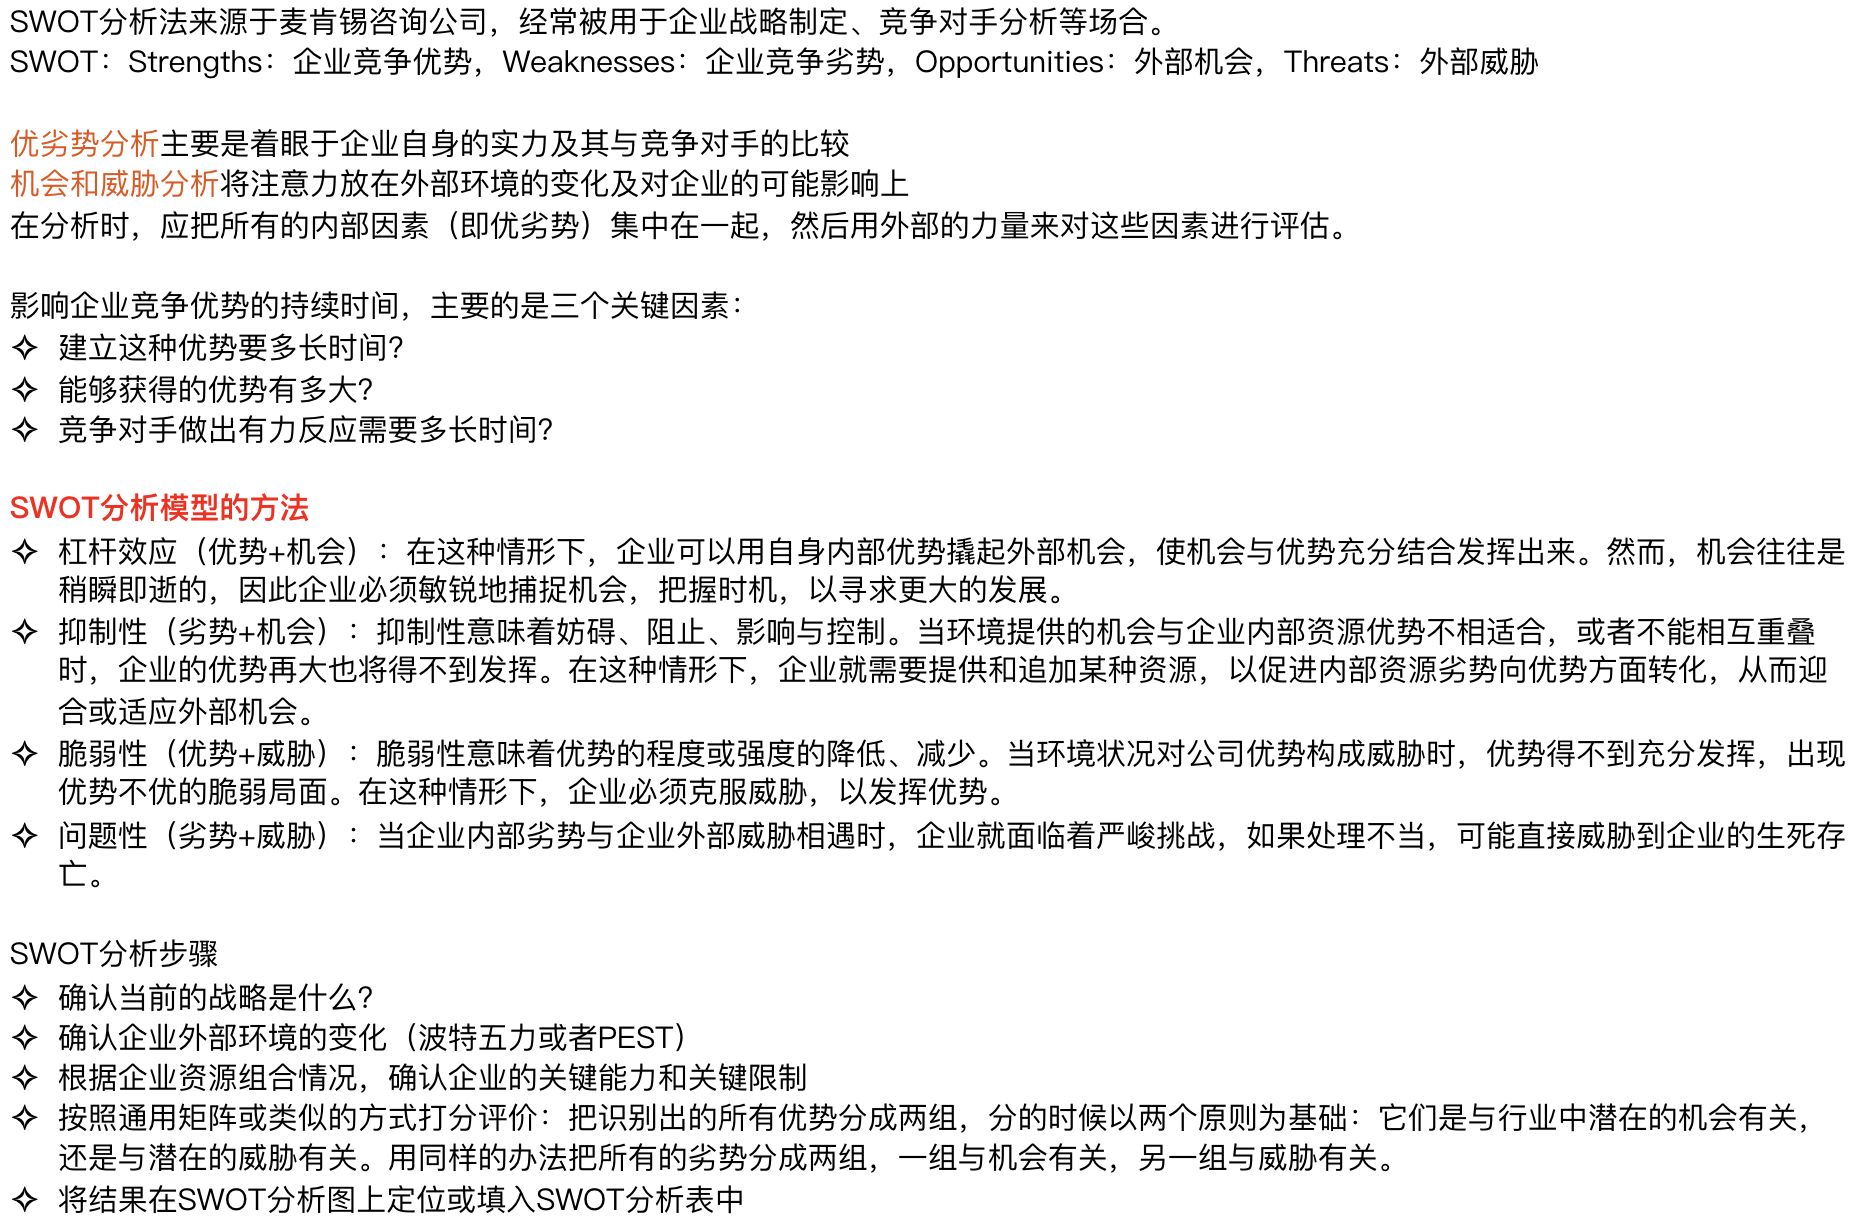 SWOT分析法来源于麦肯锡咨询公司，经常被用于企业战略制定、竞争对手分析等场合。
SWOT：Strengths：企业竞争优势，Weaknesses：企业竞争劣势，Opportunities：外部机会，Threats：外部威胁
优劣势分析主要是着眼于企业自身的实力及其与竞争对手的比较
机会和威胁分析将注意力放在外部环境的变化及对企业的可能影响上
在分析时，应把所有的内部因素（即优劣势）集中在一起，然后用外部的力量来对这些因素进行评估。
影响企业竞争优势的持续时间，主要的是三个关键因素：
✧ 建立这种优势要多长时间？
✧ 能够获得的优势有多大？
✧ 竞争对手做出有力反应需要多长时间？
SWOT分析模型的方法
✧ 杠杆效应（优势+机会）：在这种情形下，企业可以用自身内部优势撬起外部机会，使机会与优势充分结合发挥出来。然而，机会往往是
稍瞬即逝的，因此企业必须敏锐地捕捉机会，把握时机，以寻求更大的发展。
✧ 抑制性（劣势+机会）：抑制性意味着妨碍、阻止、影响与控制。当环境提供的机会与企业内部资源优势不相适合，或者不能相互重叠
时，企业的优势再大也将得不到发挥。在这种情形下，企业就需要提供和追加某种资源，以促进内部资源劣势向优势方面转化，从而迎
合或适应外部机会。
✧ 脆弱性（优势+威胁）：脆弱性意味着优势的程度或强度的降低、减少。当环境状况对公司优势构成威胁时，优势得不到充分发挥，出现
优势不优的脆弱局面。在这种情形下，企业必须克服威胁，以发挥优势。
✧ 问题性（劣势+威胁）：当企业内部劣势与企业外部威胁相遇时，企业就面临着严峻挑战，如果处理不当，可能直接威胁到企业的生死存
亡。
SWOT分析步骤
✧ 确认当前的战略是什么？
✧ 确认企业外部环境的变化（波特五力或者PEST）
✧ 根据企业资源组合情况，确认企业的关键能力和关键限制
✧ 按照通用矩阵或类似的方式打分评价：把识别出的所有优势分成两组，分的时候以两个原则为基础：它们是与行业中潜在的机会有关，
还是与潜在的威胁有关。用同样的办法把所有的劣势分成两组，一组与机会有关，另一组与威胁有关。
✧ 将结果在SWOT分析图上定位或填入SWOT分析表中